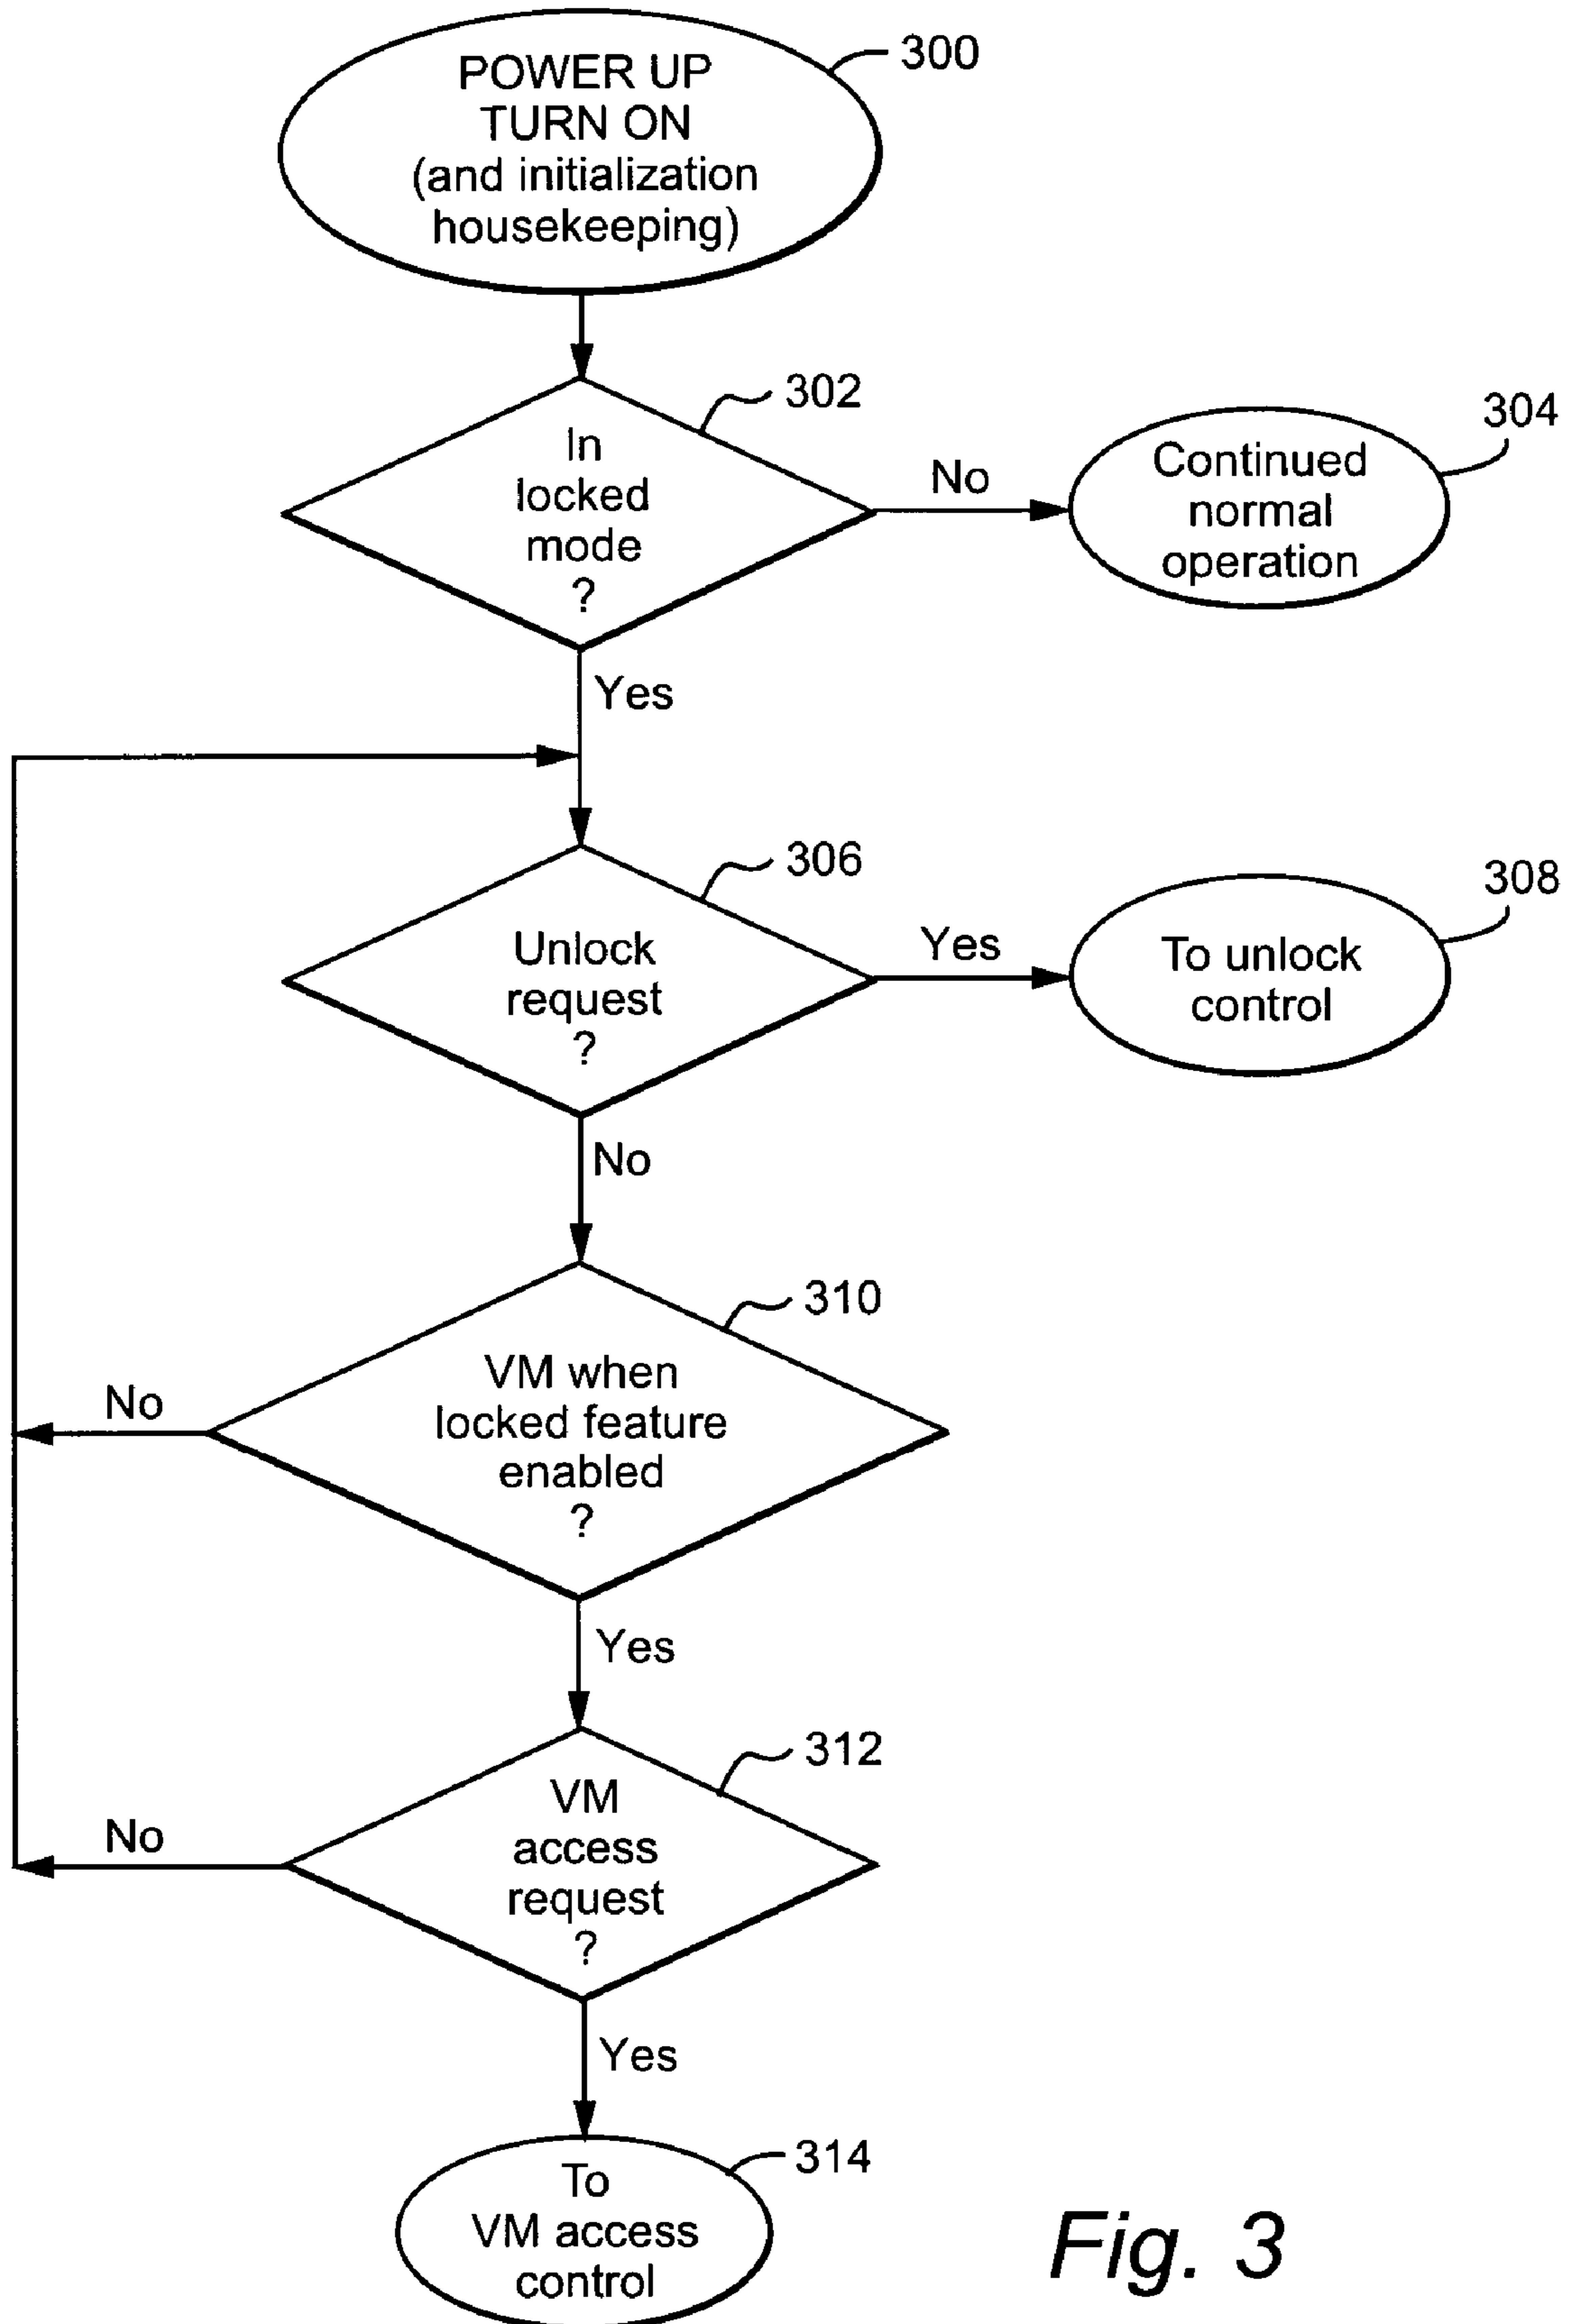 POWER UP
TURN ON
(and initialization
housekeeping)
300
In
locked
mode
?
302
No
Continued
normal
operation
304
Yes
Unlock
request
?
306
Yes
To unlock
control
308
No
VM when
locked feature
enabled
?
310
No
Yes
VM
access
request
?
312
No
Yes
To
VM access
control
314
Fig. 3